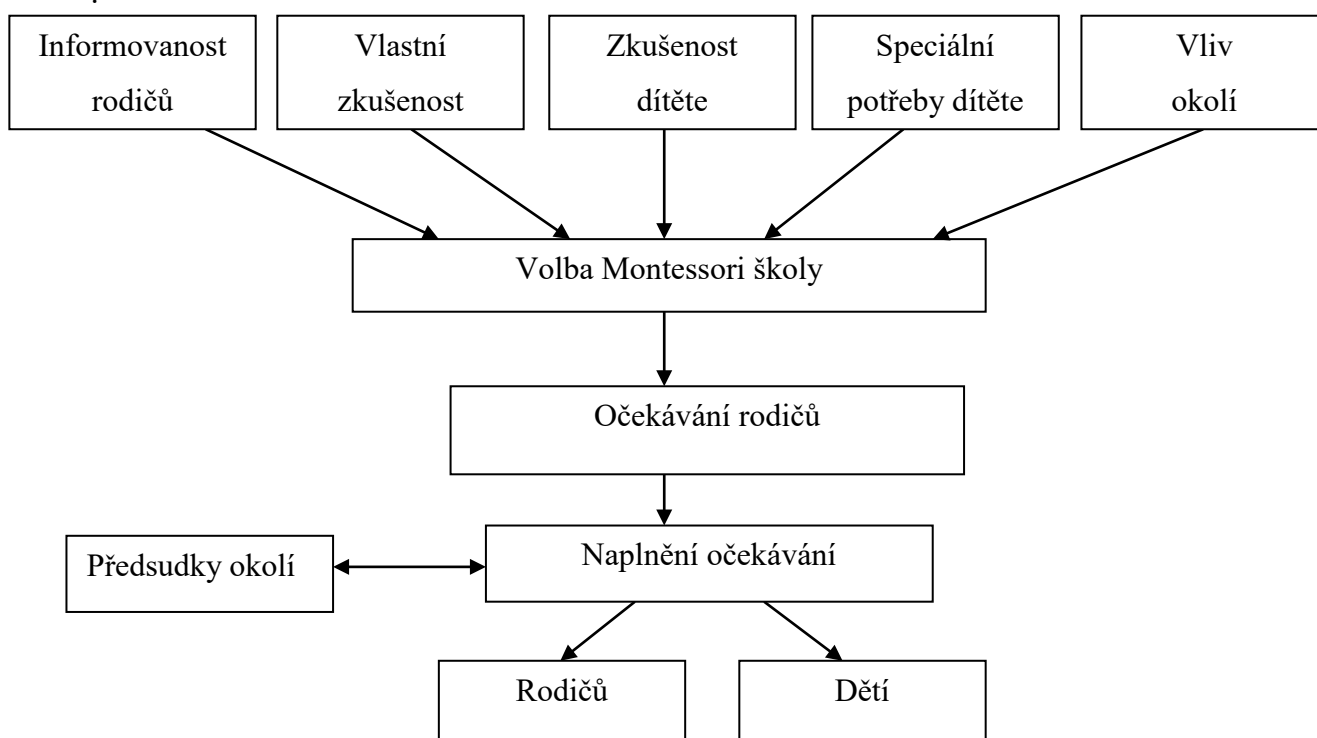 Informovanost
rodičů
Vlastní
zkušenost
Zkušenost
dítěte
Speciální
potřeby dítěte
Vliv
okolí
Volba Montessori školy
Očekávání rodičů
Naplnění očekávání
Předsudky okolí
Rodičů
Dětí